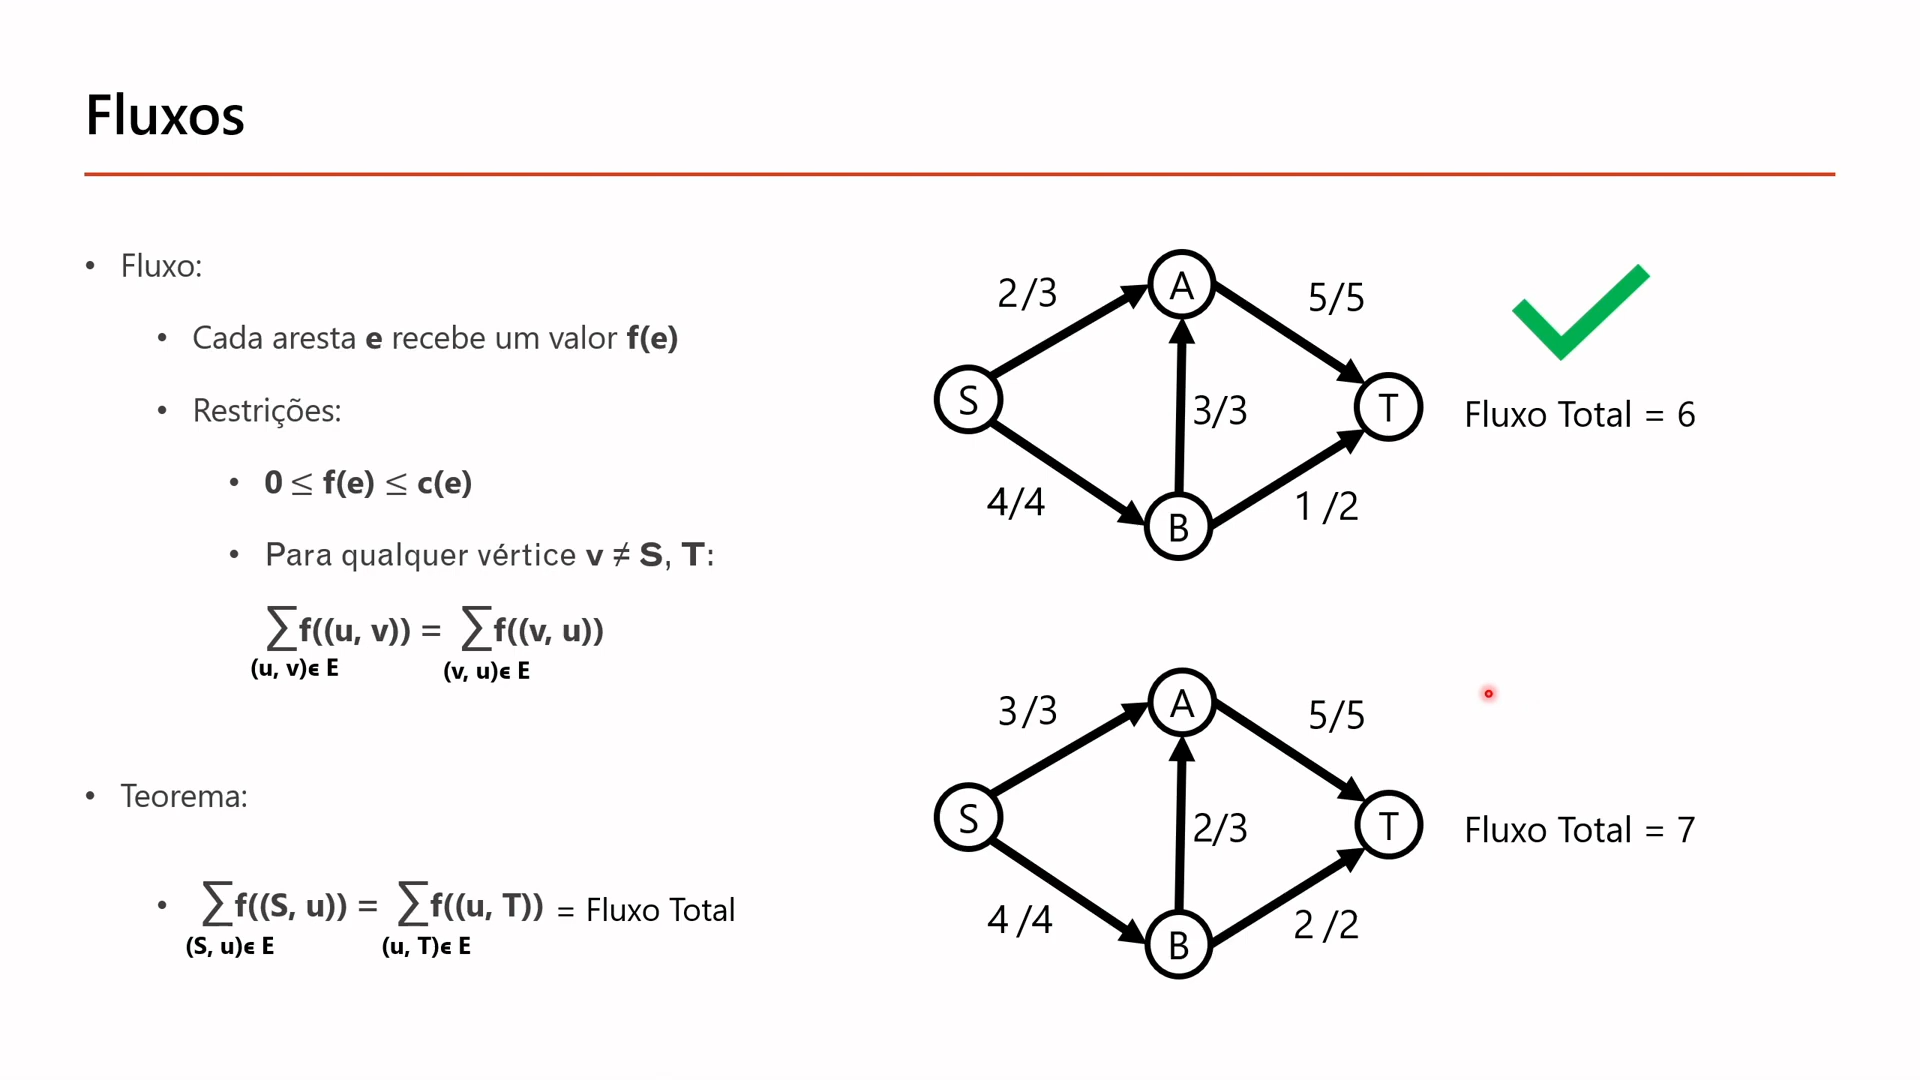 Fluxos
• Fluxo:
• Cada aresta e recebe um valor f(e)
• Restrições:
• 0 ≤ f(e) ≤ c(e)
• Para qualquer vértice v ≠ S, T:
∑f((u, v)) = ∑f((v, u))
(u, v)ϵ E (v, u)ϵ E
• Teorema:
• ∑f((S, u)) = ∑f((u, T)) = Fluxo Total
(S, u)ϵ E (u, T)ϵ E
A
2/3 5/5
S T
3/3
Fluxo Total = 6
4/4 1/2
B
A
3/3 5/5
S T
2/3
Fluxo Total = 7
4/4 2/2
B